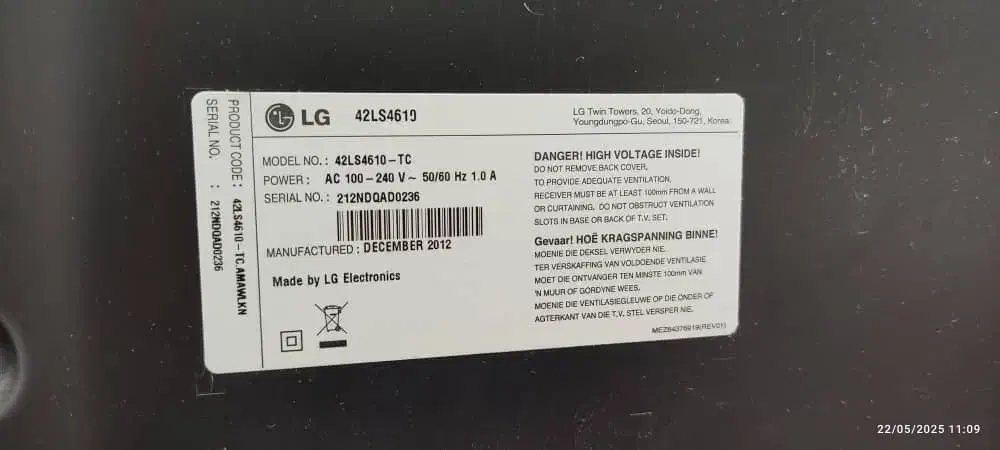 PRODUCT CODE : 42LS4610-TC.AMAWLKN
SERIAL NO. : 212NDQAD0236
LG 42LS4610
LG Twin Towers, 20, Yoido-Dong,
Youngdungpo-Gu, Seoul, 150-721, Korea
MODEL NO. : 42LS4610-TC
POWER : AC 100-240 V~ 50/60 Hz 1.0 A
SERIAL NO. : 212NDQAD0236
MANUFACTURED : DECEMBER 2012
Made by LG Electronics
DANGER! HIGH VOLTAGE INSIDE!
DO NOT REMOVE BACK COVER.
TO PROVIDE ADEQUATE VENTILATION,
RECEIVER MUST BE AT LEAST 100mm FROM A WALL
OR CURTAINING. DO NOT OBSTRUCT VENTILATION
SLOTS IN BASE OR BACK OF T.V. SET.
Gevaar! HOË KRAGSPANNING BINNE!
MOENIE DIE DEKSEL VERWYDER NIE.
TER VERSKAFFING VAN VOLDOENDE VENTILASIE
MOET DIE ONTVANGER TEN MINSTE 100mm VAN
'N MUUR OF GORDYNE WEES.
MOENIE DIE VENTILASIEGLEUWE OP DIE ONDER OF
AGTERKANT VAN DIE T.V. STEL VERSPER NIE.
MEZ64376919(REV01)
22/05/2025 11:09